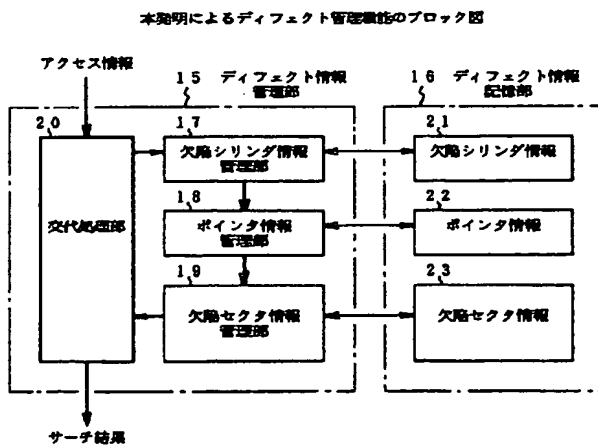 本発明によるディフェクト管理機能のブロック図
アクセス情報
15 ディフェクト情報
管理部
16 ディフェクト情報
記憶部
20
交代処理部
17
欠陥シリンダ情報
管理部
18
ポインタ情報
管理部
19
欠陥セクタ情報
管理部
21
欠陥シリンダ情報
22
ポインタ情報
23
欠陥セクタ情報
サーチ結果